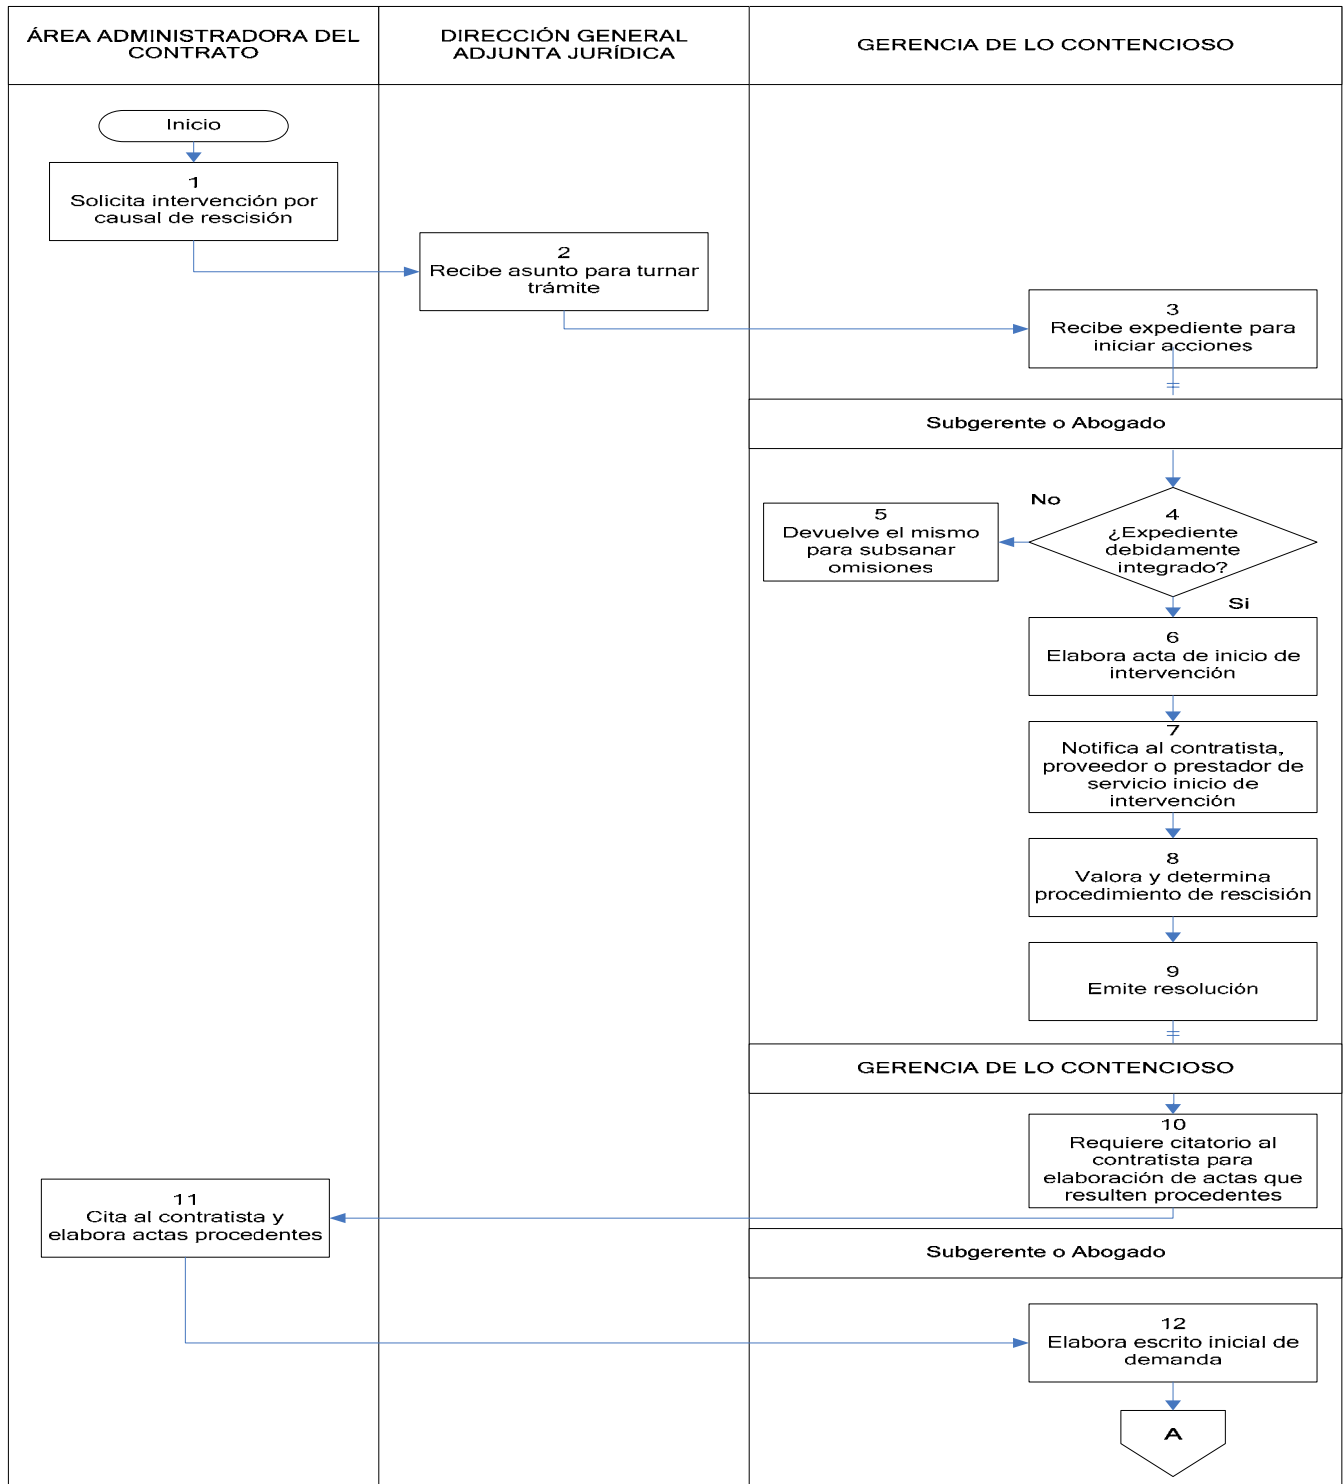 ÁREA ADMINISTRADORA DEL
CONTRATO
DIRECCIÓN GENERAL
ADJUNTA JURÍDICA
GERENCIA DE LO CONTENCIOSO
Inicio
1
Solicita intervención por
causal de rescisión
2
Recibe asunto para turnar
trámite
3
Recibe expediente para
iniciar acciones
Subgerente o Abogado
4
¿Expediente
debidamente
integrado?
No
5
Devuelve el mismo
para subsanar
omisiones
Si
6
Elabora acta de inicio de
intervención
7
Notifica al contratista,
proveedor o prestador de
servicio inicio de
intervención
8
Valora y determina
procedimiento de rescisión
9
Emite resolución
GERENCIA DE LO CONTENCIOSO
10
Requiere citatorio al
contratista para
elaboración de actas que
resulten procedentes
11
Cita al contratista y
elabora actas procedentes
Subgerente o Abogado
12
Elabora escrito inicial de
demanda
A